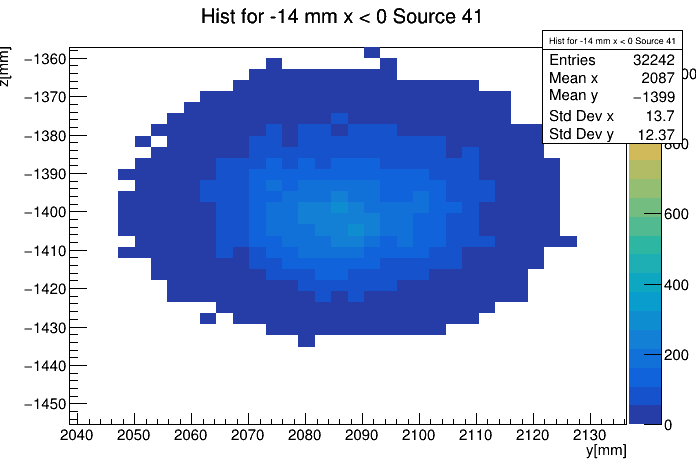 Hist for -14 mm x < 0 Source 41
Hist for -14 mm x < 0 Source 41
Entries 32242
Mean x 2087
Mean y −1399
Std Dev x 13.7
Std Dev y 12.37
z[mm]
−1360
−1370
−1380
−1390
−1400
−1410
−1420
−1430
−1440
−1450
2040 2050 2060 2070 2080 2090 2100 2110 2120 2130
y[mm]
800
600
400
200
0